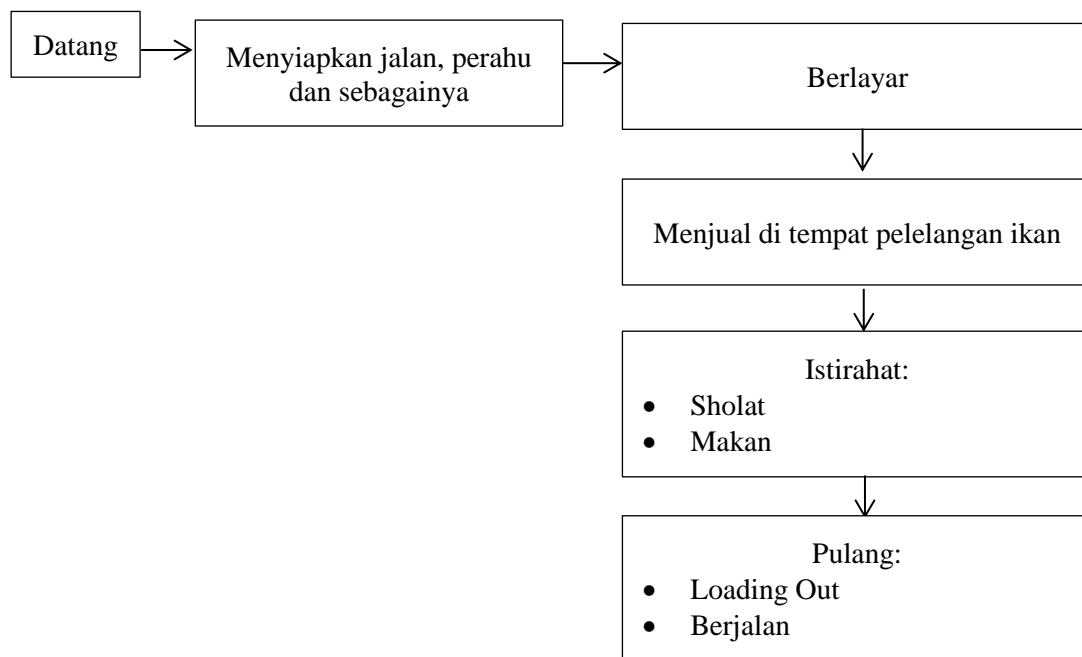 Datang
Menyiapkan jalan, perahu
dan sebagainya
Berlayar
Menjual di tempat pelelangan ikan
Istirahat:
• Sholat
• Makan
Pulang:
• Loading Out
• Berjalan